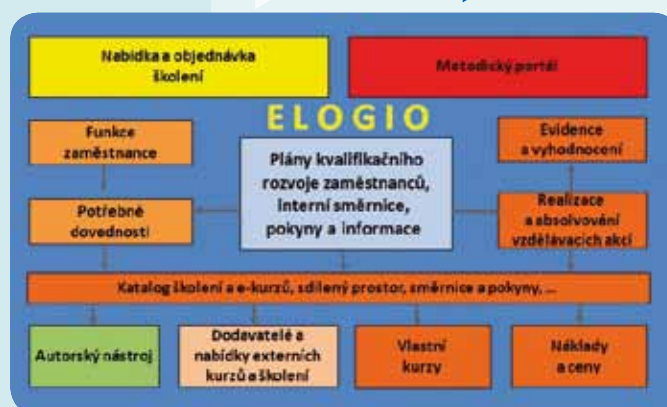 Nabídka a objednávka
školení
Metodický portál
ELOGIO
Funkce
zaměstnance
Plány kvalifikačního
rozvoje zaměstnanců,
interní směrnice,
pokyny a informace
Evidence
a vyhodnocení
Potřebné
dovednosti
Realizace
a absolvování
vzdělávacích akcí
Katalog školení a e-kurzů, sdílený prostor, směrnice a pokyny, ...
Autorský nástroj
Dodavatelé a
nabídky externích
kurzů a školení
Vlastní
kurzy
Náklady
a ceny